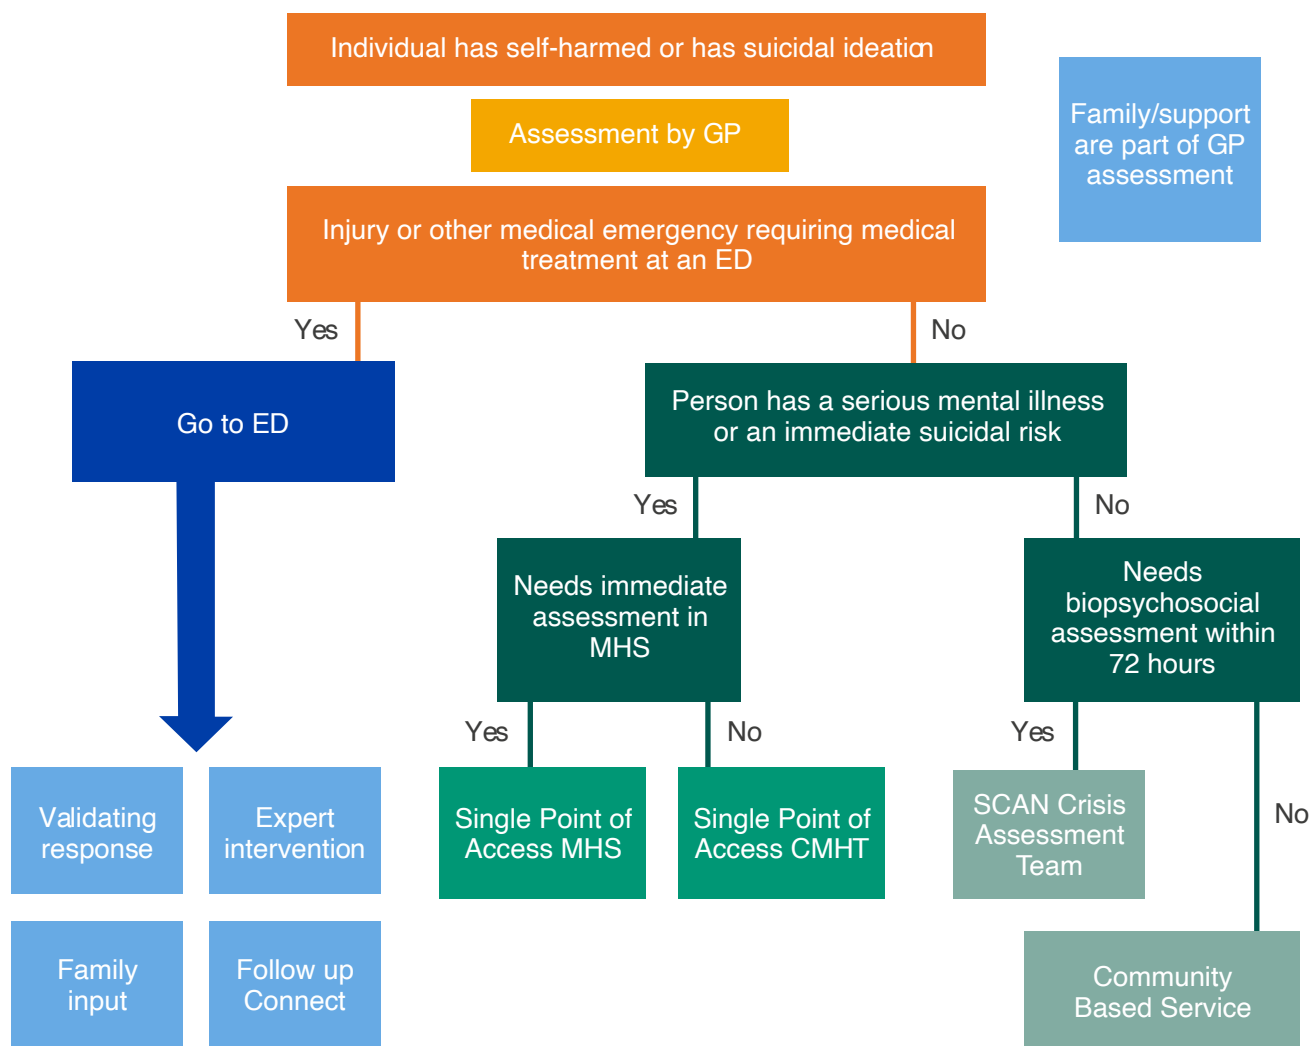 Individual has self-harmed or has suicidal ideation
Assessment by GP
Family/support
are part of GP
assessment
Injury or other medical emergency requiring medical
treatment at an ED
Yes
No
Go to ED
Person has a serious mental illness
or an immediate suicidal risk
Yes
No
Needs immediate
assessment in
MHS
Needs
biopsychosocial
assessment within
72 hours
Yes
No
Yes
No
Validating
response
Expert
intervention
Single Point of
Access MHS
Single Point of
Access CMHT
SCAN Crisis
Assessment
Team
Family
input
Follow up
Connect
Community
Based Service